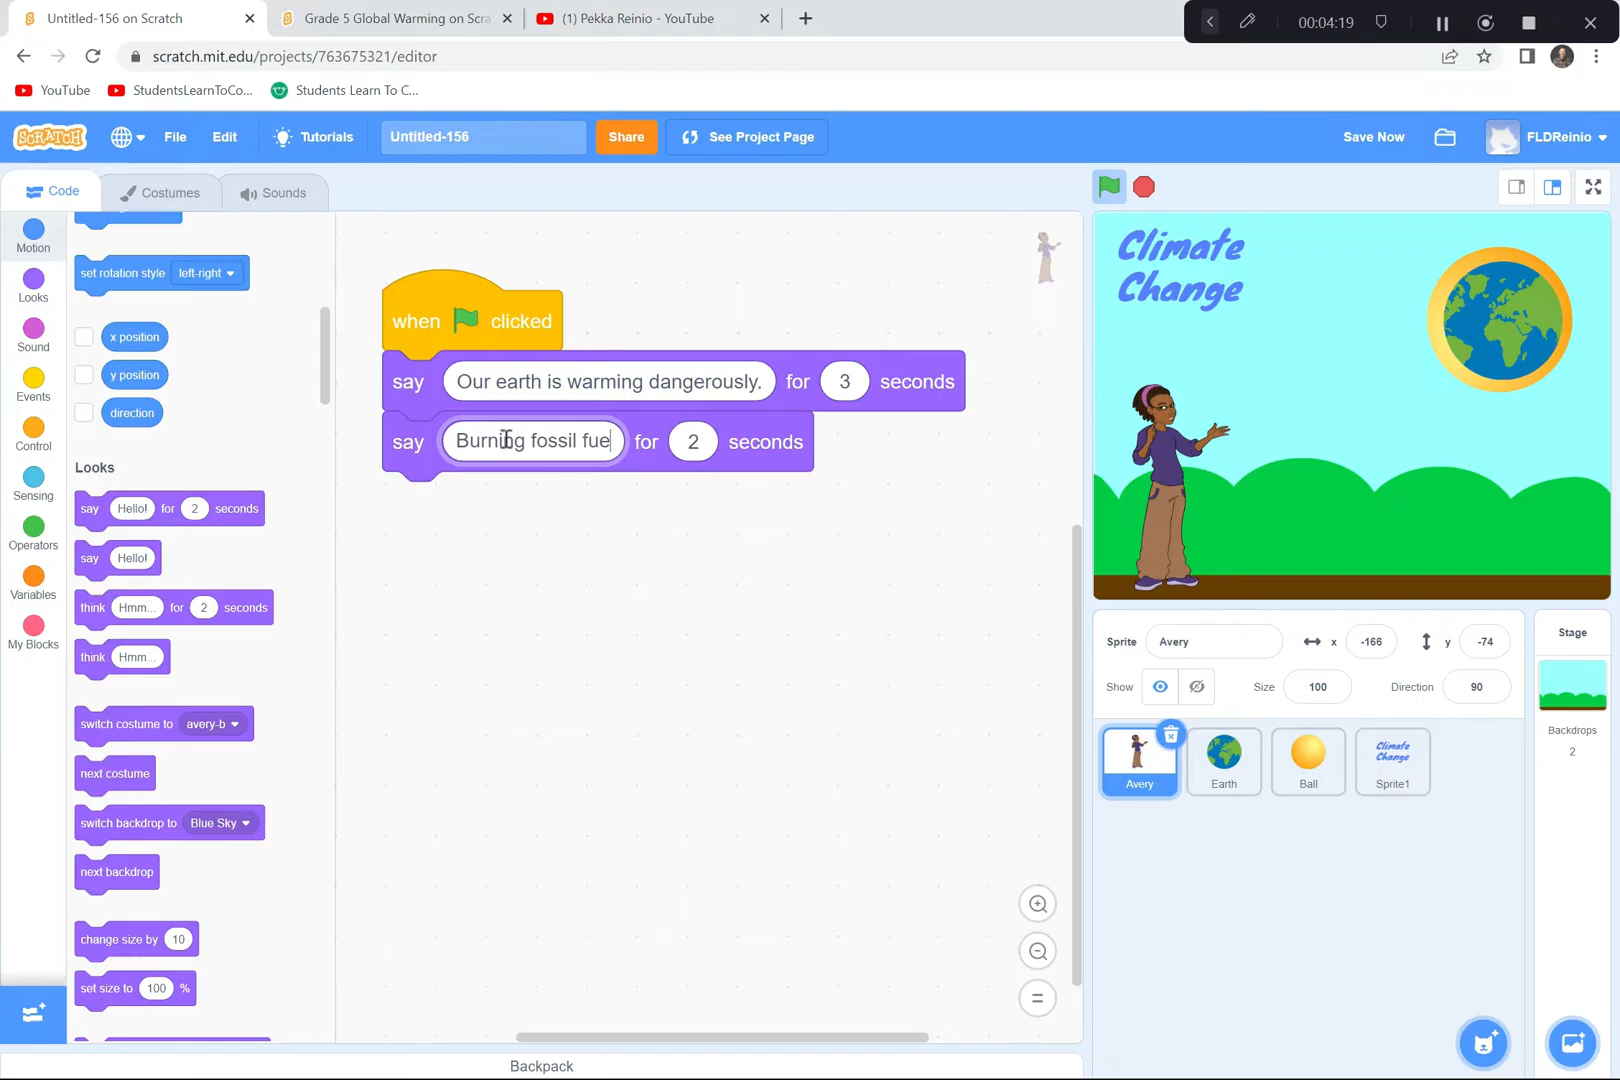 Untitled-156 on Scratch
Grade 5 Global Warming on Scra
(1) Pekka Reinio - YouTube
00:04:19
scratch.mit.edu/projects/763675321/editor
YouTube
StudentsLearnToCo...
Students Learn To C...
SCRATCH
File
Edit
Tutorials
Untitled-156
Share
See Project Page
Save Now
FLDReinio
Code
Costumes
Sounds
Motion
Looks
Sound
Events
Control
Sensing
Operators
Variables
My Blocks
set rotation style left-right
x position
y position
direction
Looks
say Hello! for 2 seconds
say Hello!
think Hmm... for 2 seconds
think Hmm...
switch costume to avery-b
next costume
switch backdrop to Blue Sky
next backdrop
change size by 10
set size to 100 %
when clicked
say Our earth is warming dangerously. for 3 seconds
say Burning fossil fue for 2 seconds
Backpack
Climate
Change
Sprite Avery x -166 y -74
Show Size 100 Direction 90
Avery
Earth
Ball
Climate
Change
Sprite1
Stage
Backdrops
2